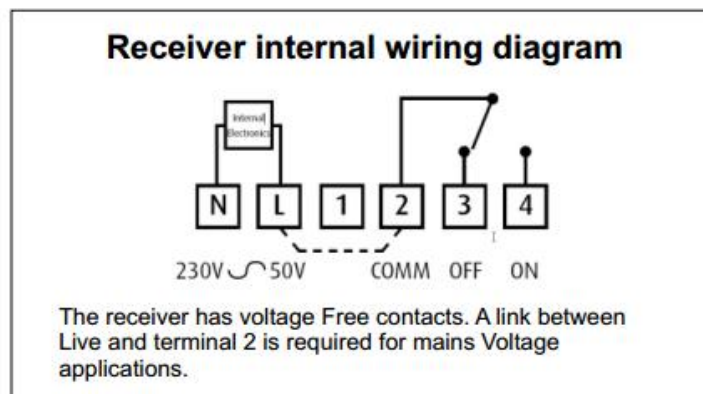 Receiver internal wiring diagram
Internal
Electronics
N L 1 2 3 4
230V 50V COMM OFF ON
The receiver has voltage Free contacts. A link between
Live and terminal 2 is required for mains Voltage
applications.